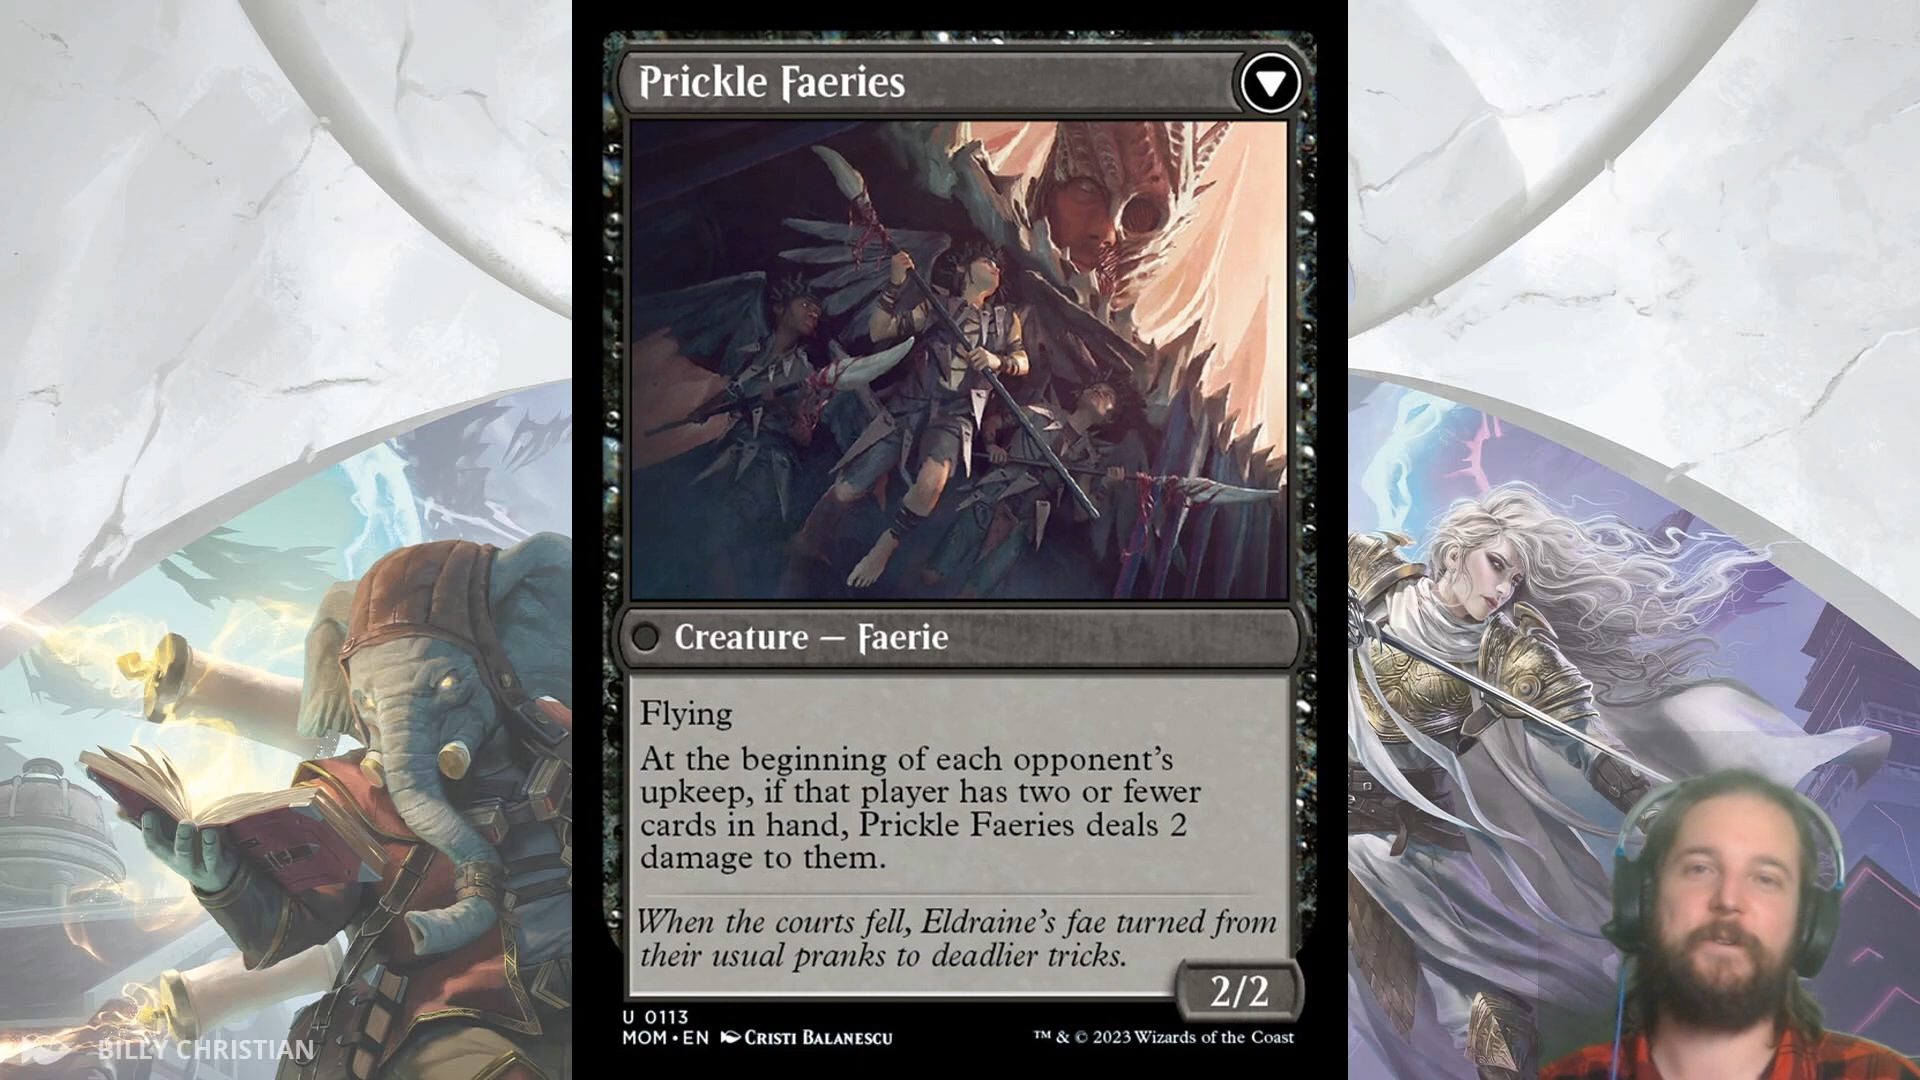 Prickle Faeries
Creature — Faerie
Flying
At the beginning of each opponent's
upkeep, if that player has two or fewer
cards in hand, Prickle Faeries deals 2
damage to them.
When the courts fell, Eldraine's fae turned from
their usual pranks to deadlier tricks.
2/2
U 0113
MOM • EN CRISTI BALANESCU
™ & © 2023 Wizards of the Coast
BILLY CHRISTIAN